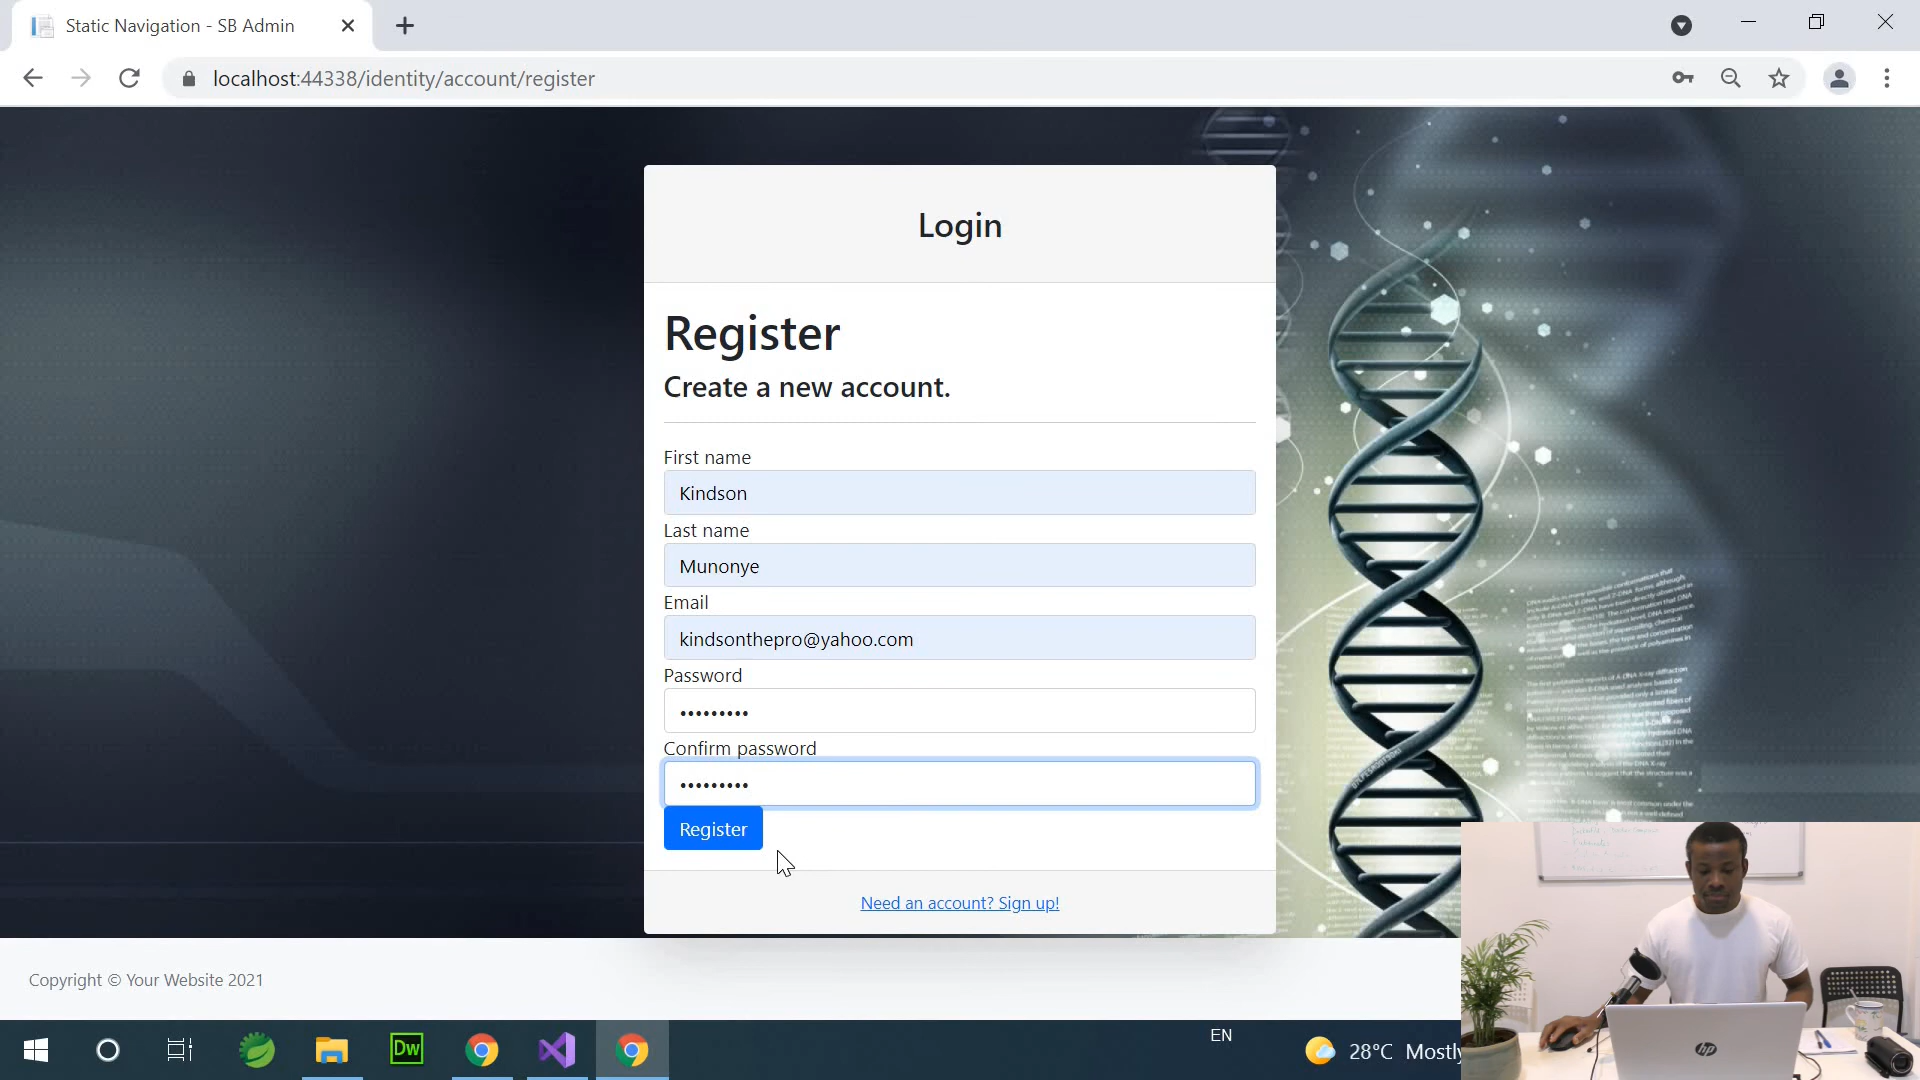 Static Navigation - SB Admin
localhost:44338/identity/account/register
Login
Register
Create a new account.
First name
Kindson
Last name
Munonye
Email
kindsonthepro@yahoo.com
Password
•••••••••
Confirm password
•••••••••
Register
Need an account? Sign up!
Copyright © Your Website 2021
Dw
EN
28°C Mostly
hp